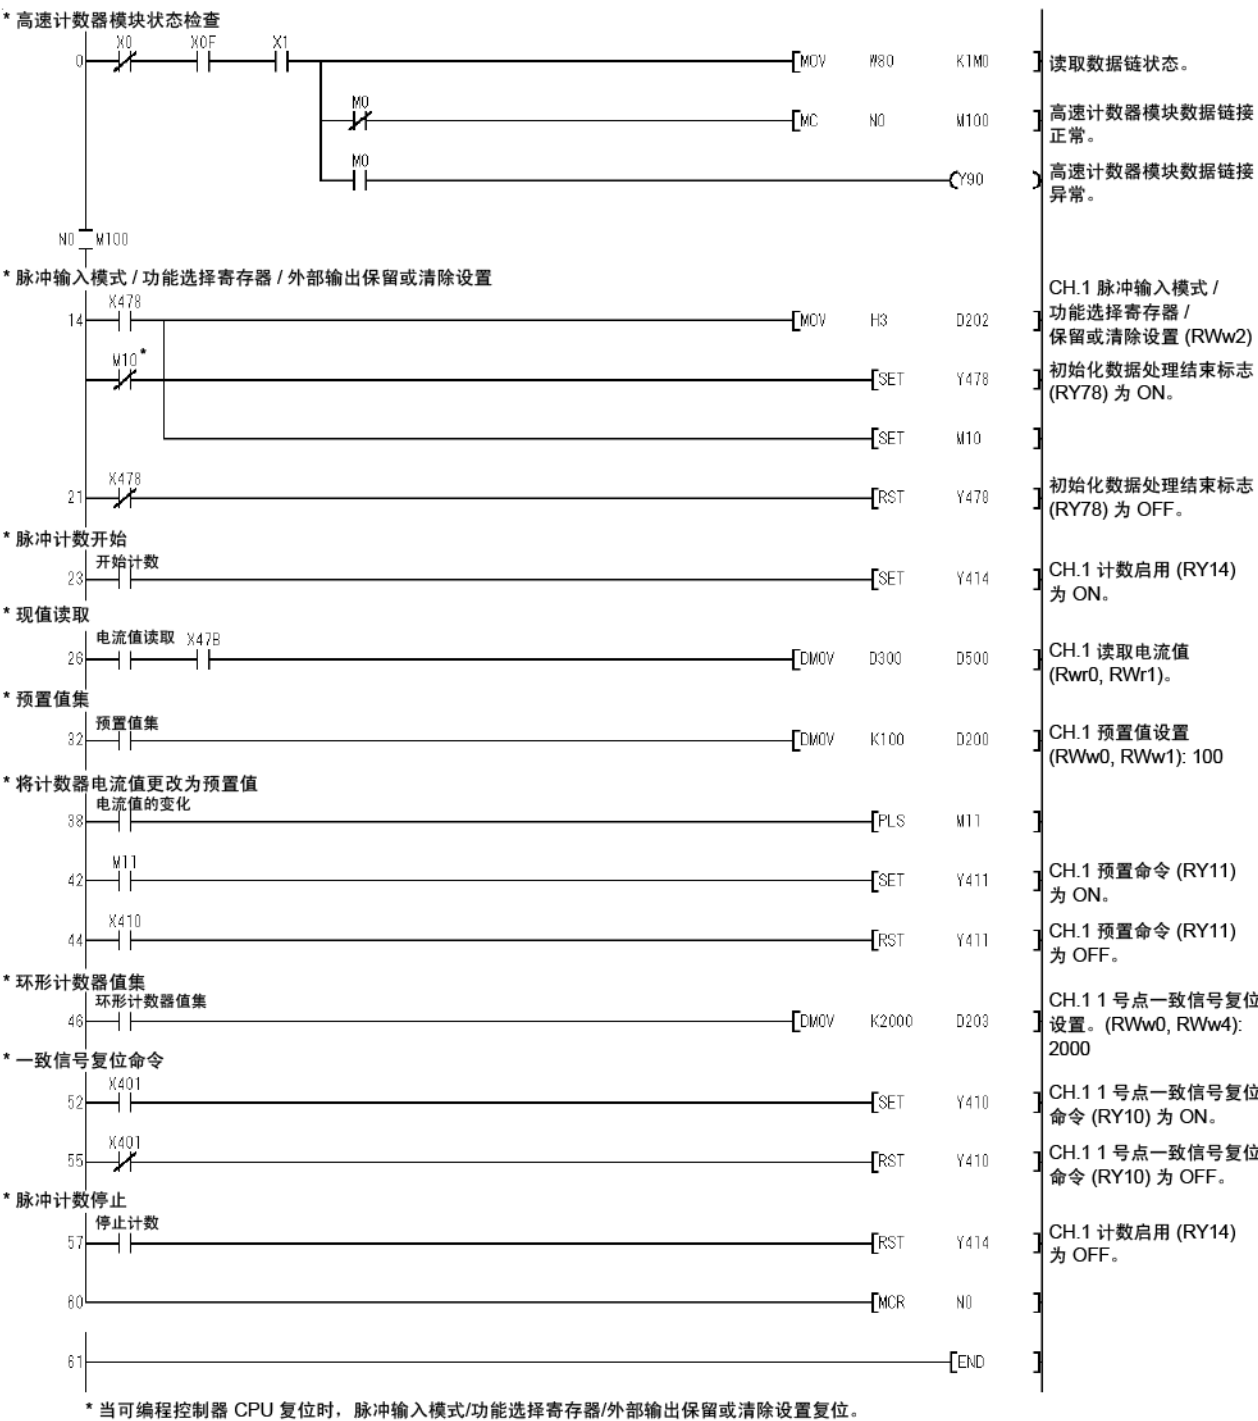 * 高速计数器模块状态检查
X0 X0F X1
0 [MOV W80 K1M0 ] 读取数据链状态。
M0
[MC N0 M100 ] 高速计数器模块数据链接
正常。
M0
(Y90 ) 高速计数器模块数据链接
异常。
N0 M100
* 脉冲输入模式 / 功能选择寄存器 / 外部输出保留或清除设置
X478
14 [MOV H3 D202 ] CH.1 脉冲输入模式 /
功能选择寄存器 /
保留或清除设置 (RWw2)
M10 *
[SET Y478 ] 初始化数据处理结束标志
(RY78) 为 ON。
[SET M10 ]
X478
21 [RST Y478 ] 初始化数据处理结束标志
(RY78) 为 OFF。
* 脉冲计数开始
开始计数
23 [SET Y414 ] CH.1 计数启用 (RY14)
为 ON。
* 现值读取
电流值读取 X47B
26 [DMOV D300 D500 ] CH.1 读取电流值
(Rwr0, RWr1)。
* 预置值集
预置值集
32 [DMOV K100 D200 ] CH.1 预置值设置
(RWw0, RWw1): 100
* 将计数器电流值更改为预置值
电流值的变化
38 [PLS M11 ]
M11
42 [SET Y411 ] CH.1 预置命令 (RY11)
为 ON。
X410
44 [RST Y411 ] CH.1 预置命令 (RY11)
为 OFF。
* 环形计数器值集
环形计数器值集
46 [DMOV K2000 D203 ] CH.1 1 号点一致信号复位
设置。(RWw0, RWw4):
2000
* 一致信号复位命令
X401
52 [SET Y410 ] CH.1 1 号点一致信号复位
命令 (RY10) 为 ON。
X401
55 [RST Y410 ] CH.1 1 号点一致信号复位
命令 (RY10) 为 OFF。
* 脉冲计数停止
停止计数
57 [RST Y414 ] CH.1 计数启用 (RY14)
为 OFF。
60 [MCR N0 ]
61 [END ]
* 当可编程控制器 CPU 复位时，脉冲输入模式/功能选择寄存器/外部输出保留或清除设置复位。